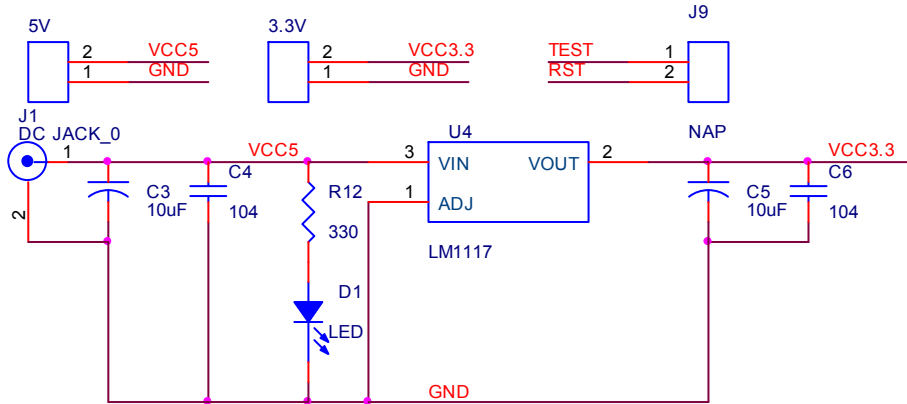 5V
3.3V
J9
2 VCC5
1 GND
2 VCC3.3
1 GND
TEST 1
RST 2
NAP
J1
DC JACK_0
1
2
VCC5
C3
10uF
C4
104
R12
330
D1
LED
U4
3 VIN
1 ADJ
VOUT 2
LM1117
C5
10uF
C6
104
VCC3.3
GND